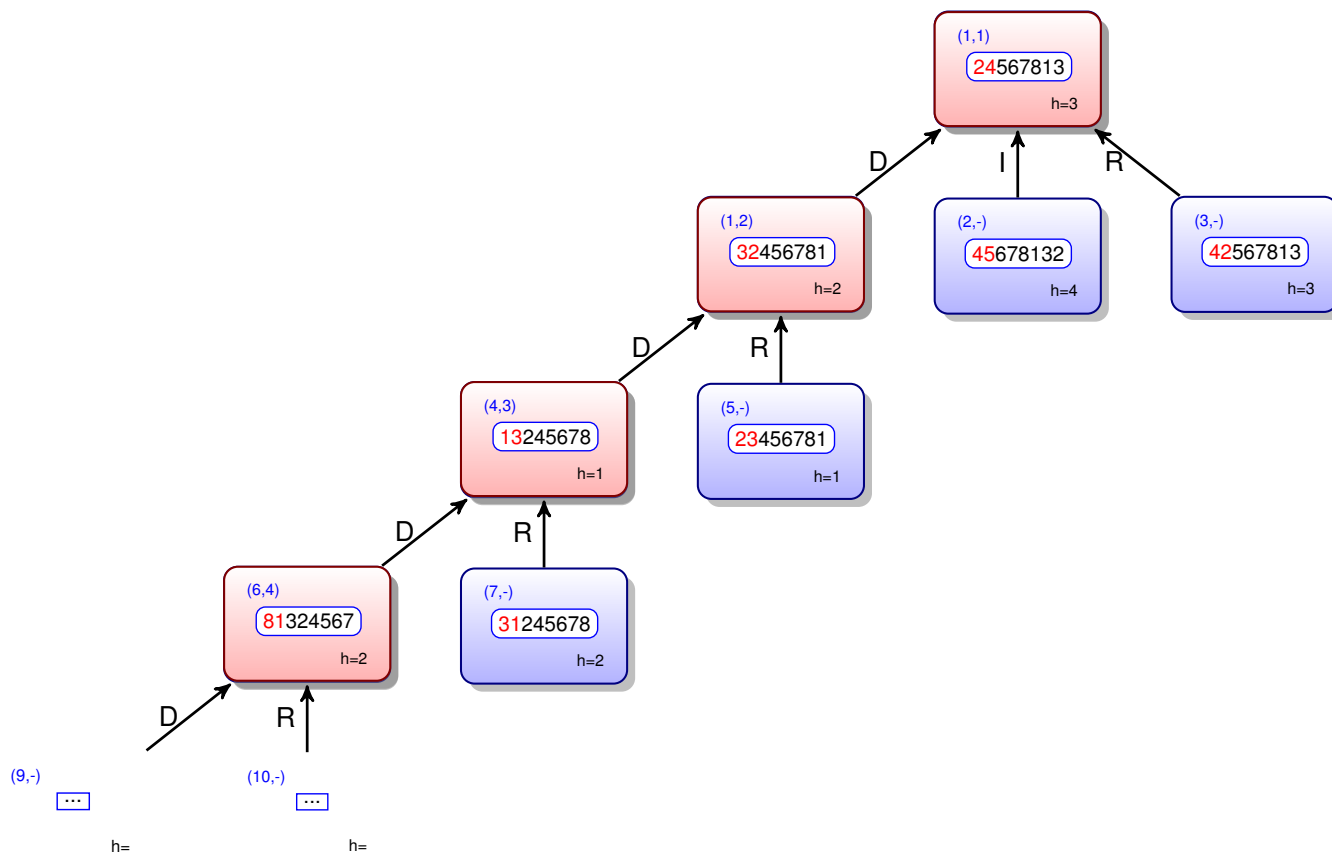 (1,1)
24567813
h=3
D
I
R
(1,2)
32456781
h=2
(2,-)
45678132
h=4
(3,-)
42567813
h=3
D
R
(4,3)
13245678
h=1
(5,-)
23456781
h=1
D
R
(6,4)
81324567
h=2
(7,-)
31245678
h=2
D
R
(9,-)
...
h=
(10,-)
...
h=